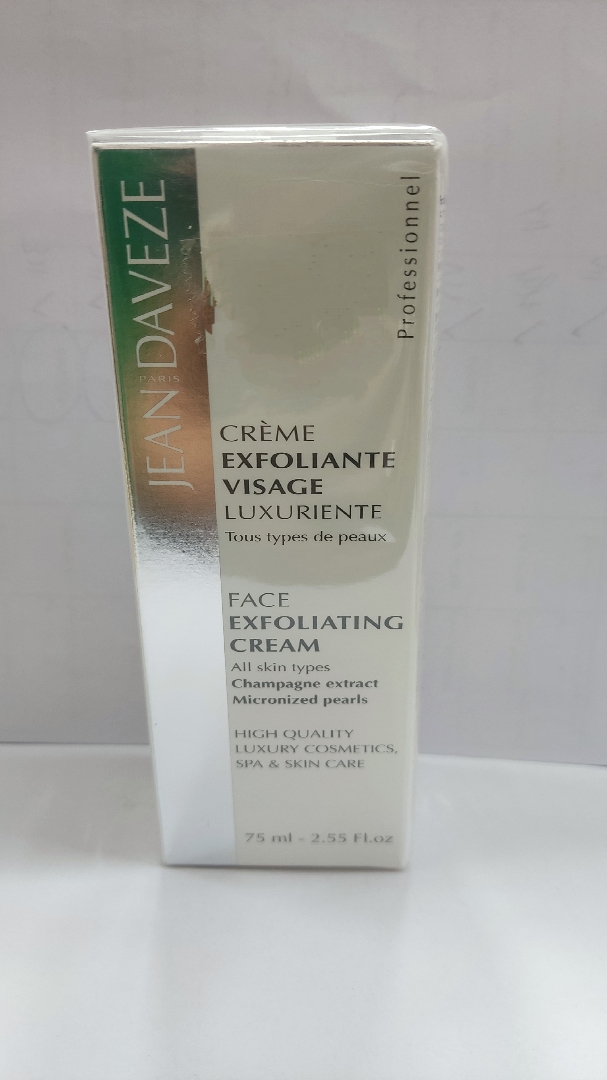 JEAN DAVEZE
PARIS
Professionnel
CRÈME
EXFOLIANTE
VISAGE
LUXURIENTE
Tous types de peaux
FACE
EXFOLIATING
CREAM
All skin types
Champagne extract
Micronized pearls
HIGH QUALITY
LUXURY COSMETICS,
SPA & SKIN CARE
75 ml - 2.55 Fl.oz